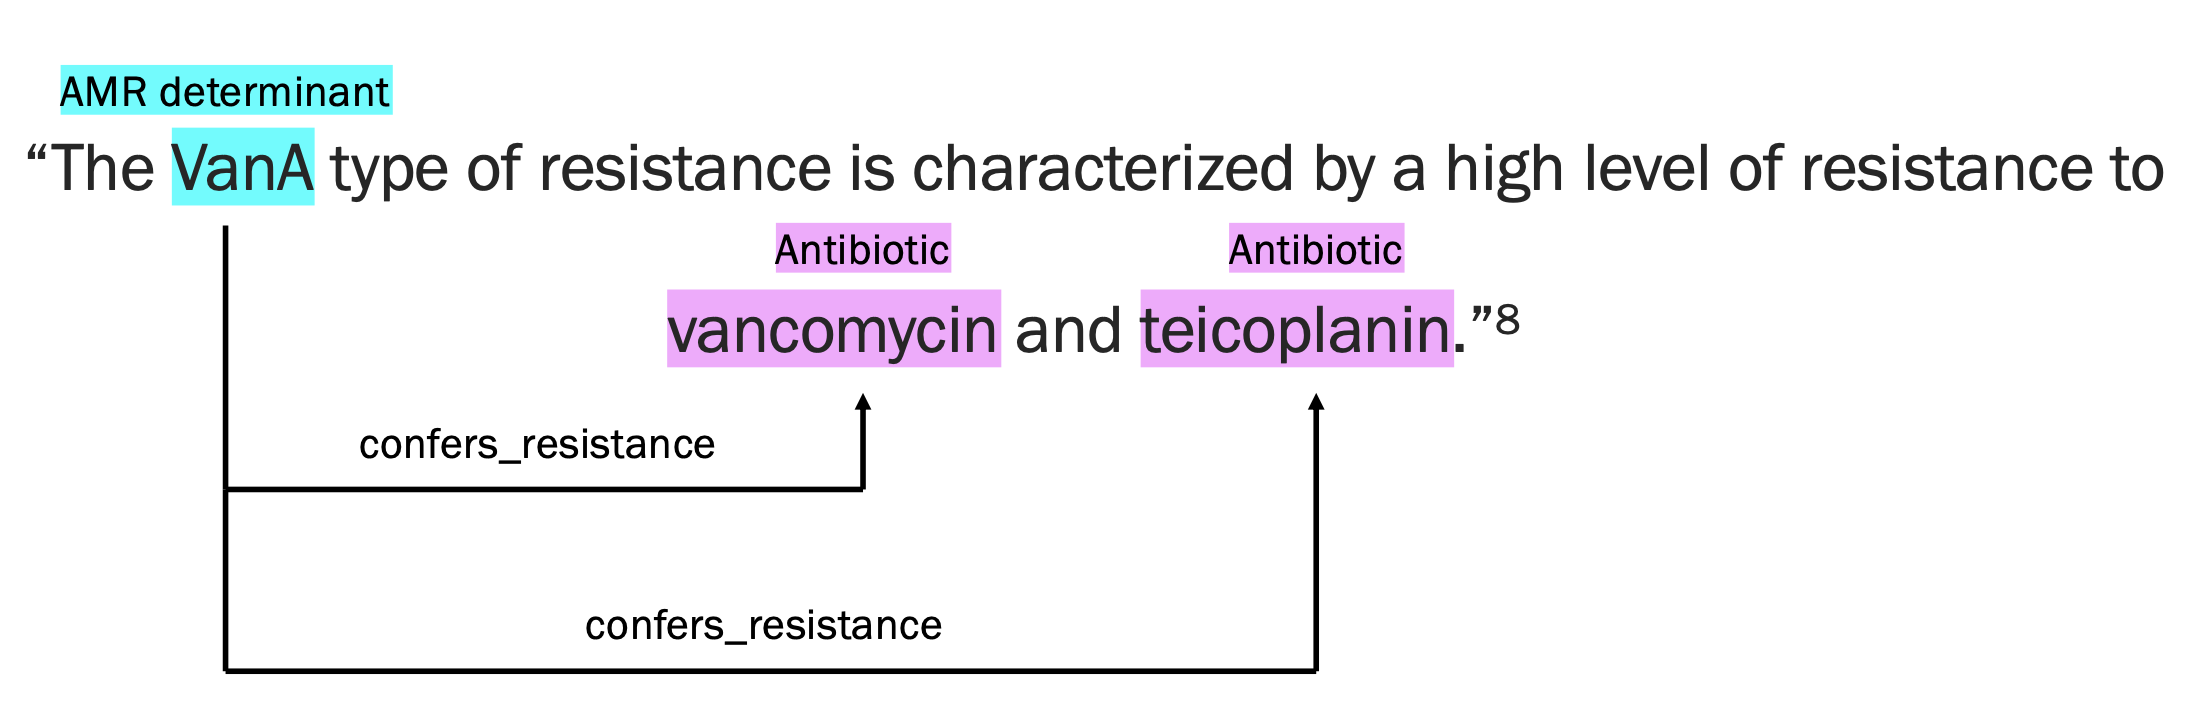 AMR determinant
“The VanA type of resistance is characterized by a high level of resistance to
Antibiotic Antibiotic
vancomycin and teicoplanin.”⁸
confers_resistance
confers_resistance